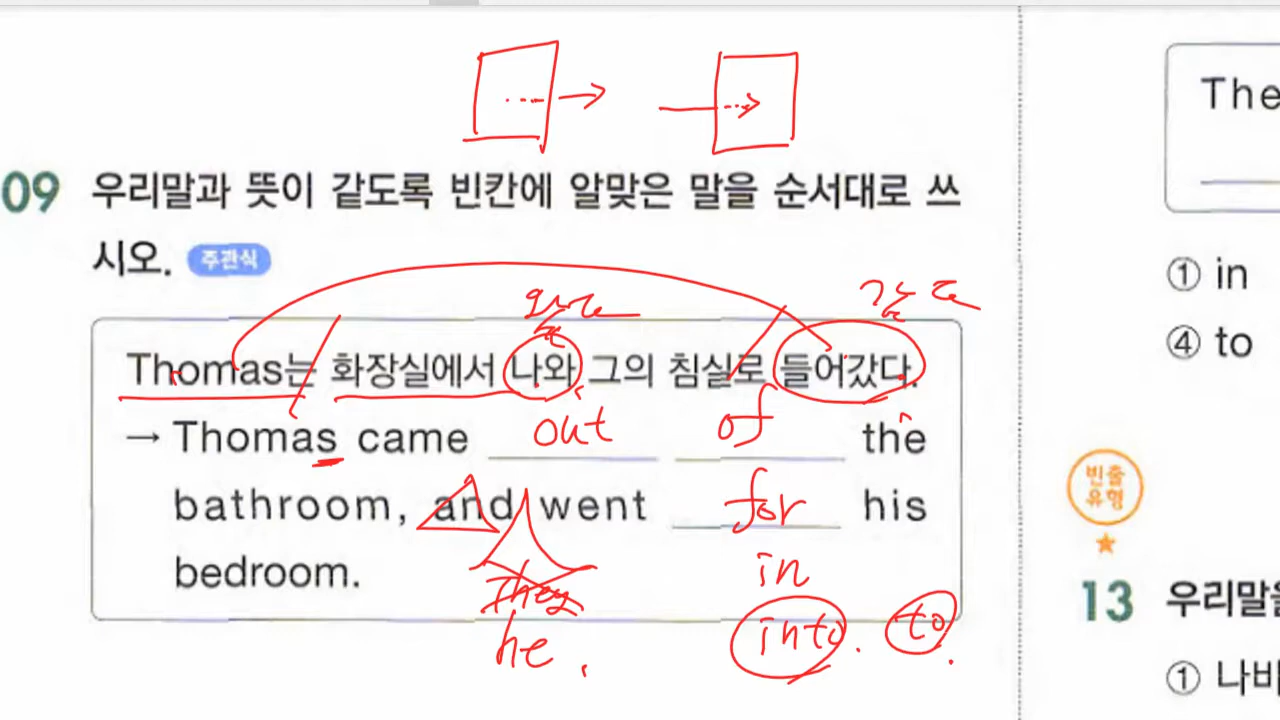 09 우리말과 뜻이 같도록 빈칸에 알맞은 말을 순서대로 쓰
시오. 주관식
Thomas는 화장실에서 나와 그의 침실로 들어갔다.
out of
→ Thomas came the
bathroom, and went for his
bedroom.
in
they
he, into. to.
The
① in
④ to
빈출
유형
13 우리말을
① 나비